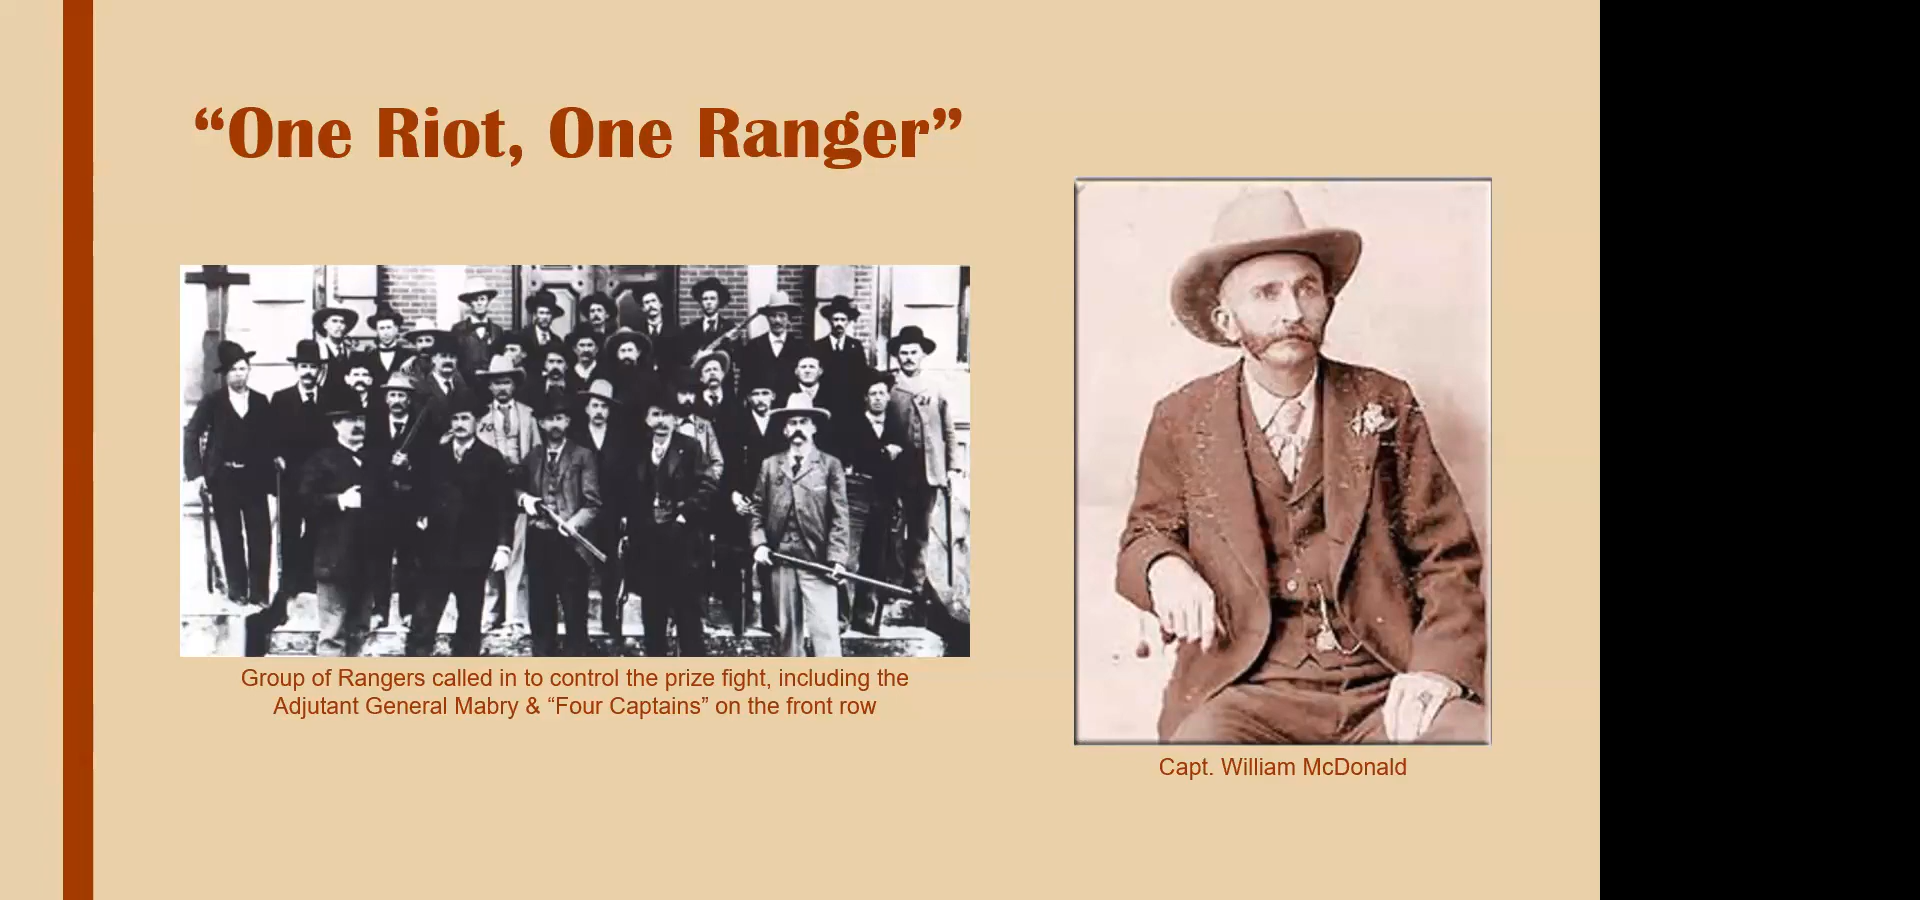 “One Riot, One Ranger”
Group of Rangers called in to control the prize fight, including the
Adjutant General Mabry & “Four Captains” on the front row
Capt. William McDonald